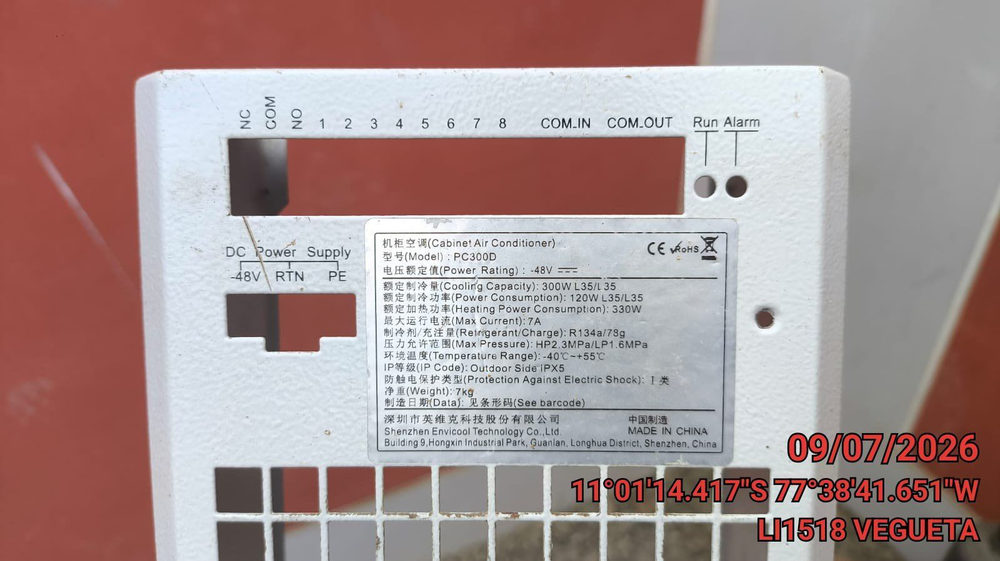 NC COM NO 1 2 3 4 5 6 7 8 COM_IN COM_OUT Run Alarm
DC Power Supply
-48V RTN PE
机柜空调(Cabinet Air Conditioner)
CE RoHS
型号(Model) : PC300D
电压额定值(Power Rating) : -48V
额定制冷量(Cooling Capacity): 300W L35/L35
额定制冷功率(Power Consumption): 120W L35/L35
额定加热功率(Heating Power Consumption): 330W
最大运行电流(Max Current): 7A
制冷剂/充注量(Refrigerant/Charge): R134a/78g
压力允许范围(Max Pressure): HP2.3MPa/LP1.6MPa
环境温度(Temperature Range): -40℃~+55℃
IP等级(IP Code): Outdoor Side iPX5
防触电保护类型(Protection Against Electric Shock): I 类
净重(Weight): 7kg
制造日期(Data): 见条形码(See barcode)
深圳市英维克科技股份有限公司
Shenzhen Envicool Technology Co.,Ltd.
Building 9,Hongxin Industrial Park, Guanlan, Longhua District, Shenzhen, China
中国制造
MADE IN CHINA
09/07/2026
11°01'14.417"S 77°38'41.651"W
LI1518 VEGUETA